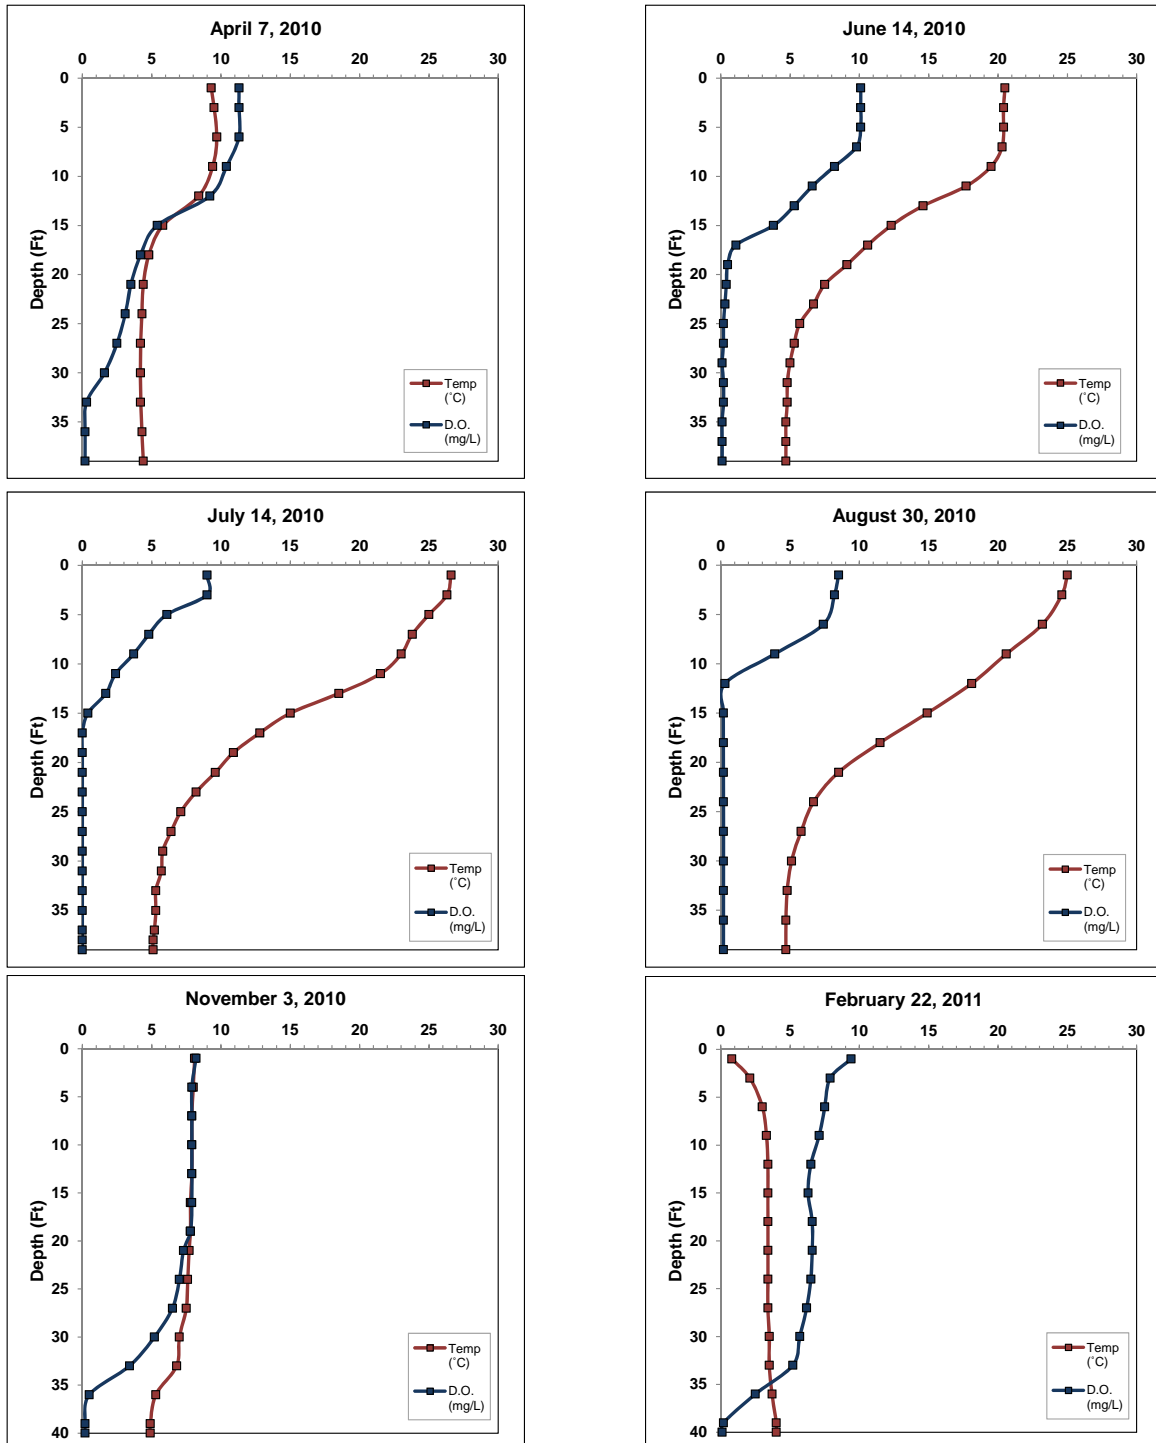 April 7, 2010
0 5 10 15 20 25 30
0
5
10
15
20
25
30
35
Depth (Ft)
Temp
(˚C)
D.O.
(mg/L)
June 14, 2010
0 5 10 15 20 25 30
0
5
10
15
20
25
30
35
Depth (Ft)
Temp
(˚C)
D.O.
(mg/L)
July 14, 2010
0 5 10 15 20 25 30
0
5
10
15
20
25
30
35
Depth (Ft)
Temp
(˚C)
D.O.
(mg/L)
August 30, 2010
0 5 10 15 20 25 30
0
5
10
15
20
25
30
35
Depth (Ft)
Temp
(˚C)
D.O.
(mg/L)
November 3, 2010
0 5 10 15 20 25 30
0
5
10
15
20
25
30
35
40
Depth (Ft)
Temp
(˚C)
D.O.
(mg/L)
February 22, 2011
0 5 10 15 20 25 30
0
5
10
15
20
25
30
35
40
Depth (Ft)
Temp
(˚C)
D.O.
(mg/L)